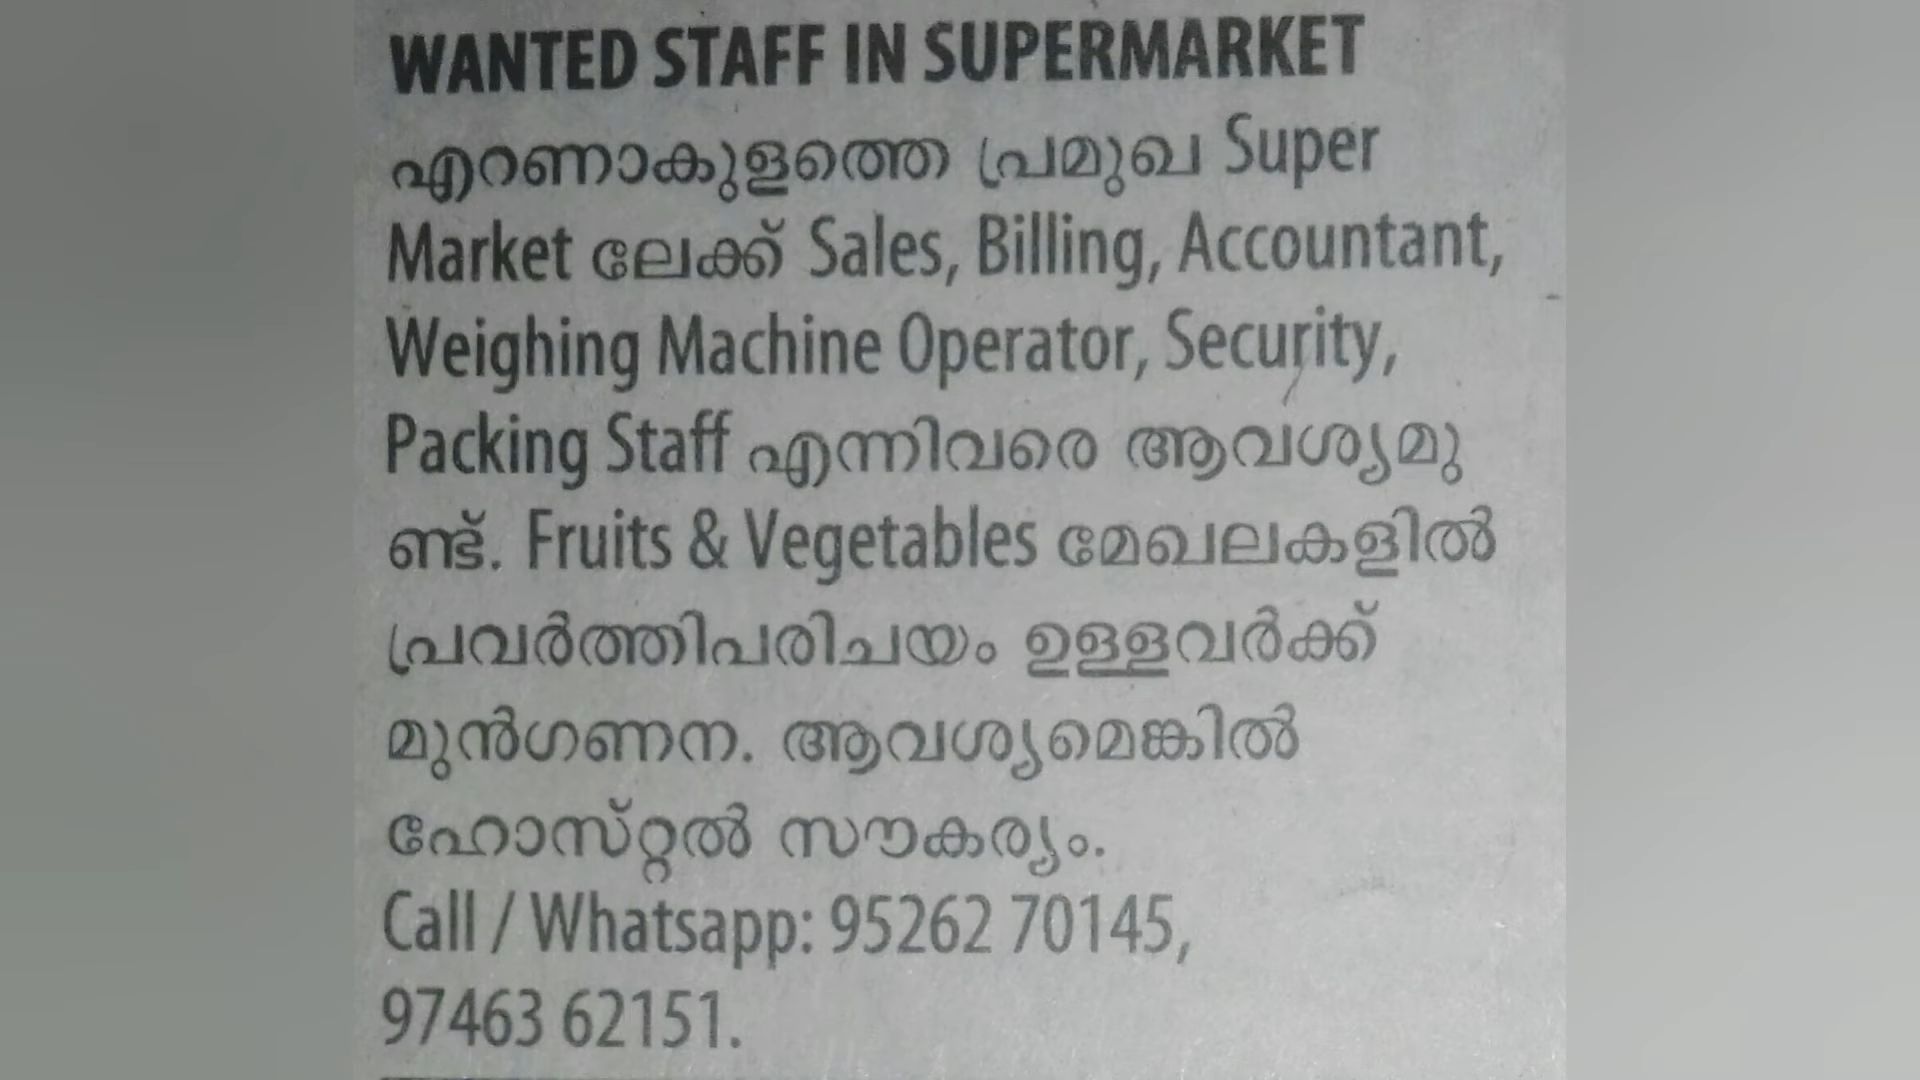 WANTED STAFF IN SUPERMARKET
എറണാകുളത്തെ പ്രമുഖ Super
Market ലേക്ക് Sales, Billing, Accountant,
Weighing Machine Operator, Security,
Packing Staff എന്നിവരെ ആവശ്യമു
ണ്ട്. Fruits & Vegetables മേഖലകളിൽ
പ്രവർത്തിപരിചയം ഉള്ളവർക്ക്
മുൻഗണന. ആവശ്യമെങ്കിൽ
ഹോസ്റ്റൽ സൗകര്യം.
Call / Whatsapp: 95262 70145,
97463 62151.